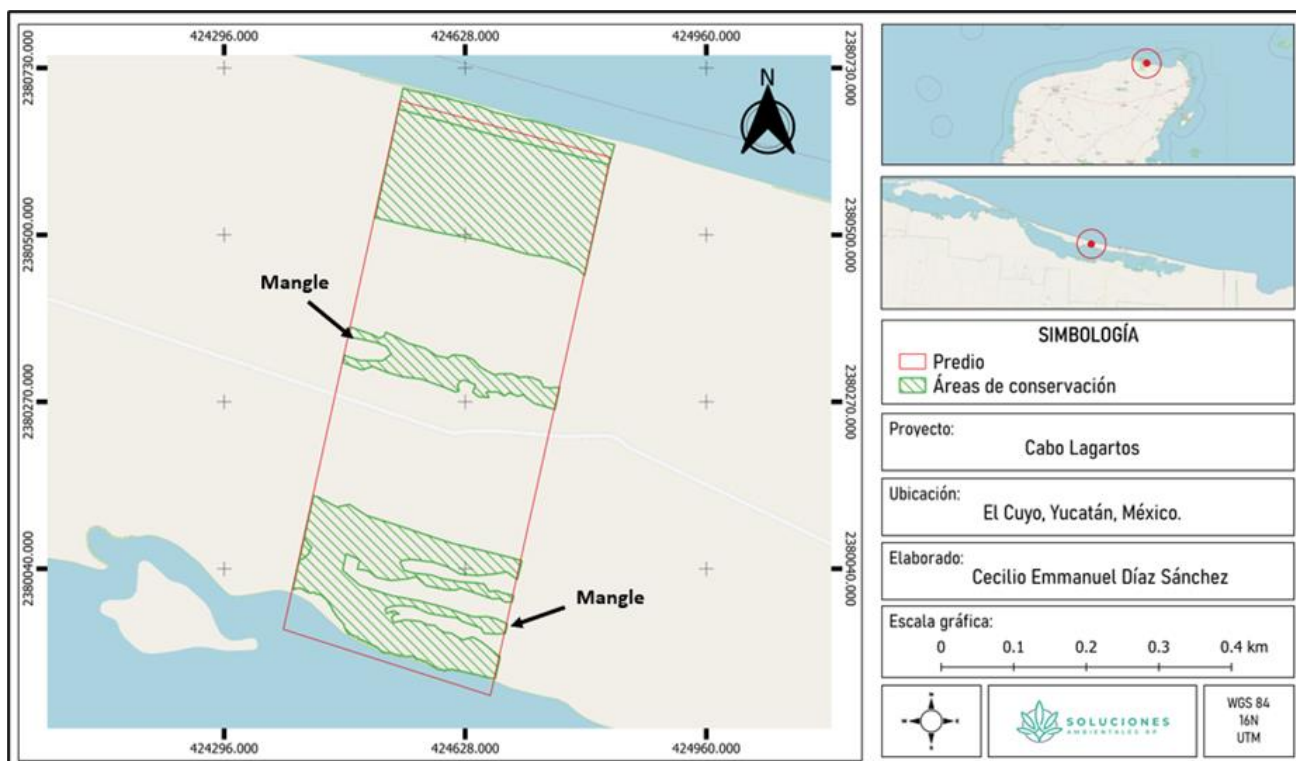 424296.000 424628.000 424960.000
2380730.000
2380730.000
N
2380500.000
2380500.000
Mangle
2380270.000
2380270.000
2380040.000
2380040.000
Mangle
424296.000 424628.000 424960.000
SIMBOLOGÍA
Predio
Áreas de conservación
Proyecto:
Cabo Lagartos
Ubicación:
El Cuyo, Yucatán, México.
Elaborado:
Cecilio Emmanuel Díaz Sánchez
Escala gráfica:
0 0.1 0.2 0.3 0.4 km
SOLUCIONES
AMBIENTALES RP
WGS 84
16N
UTM